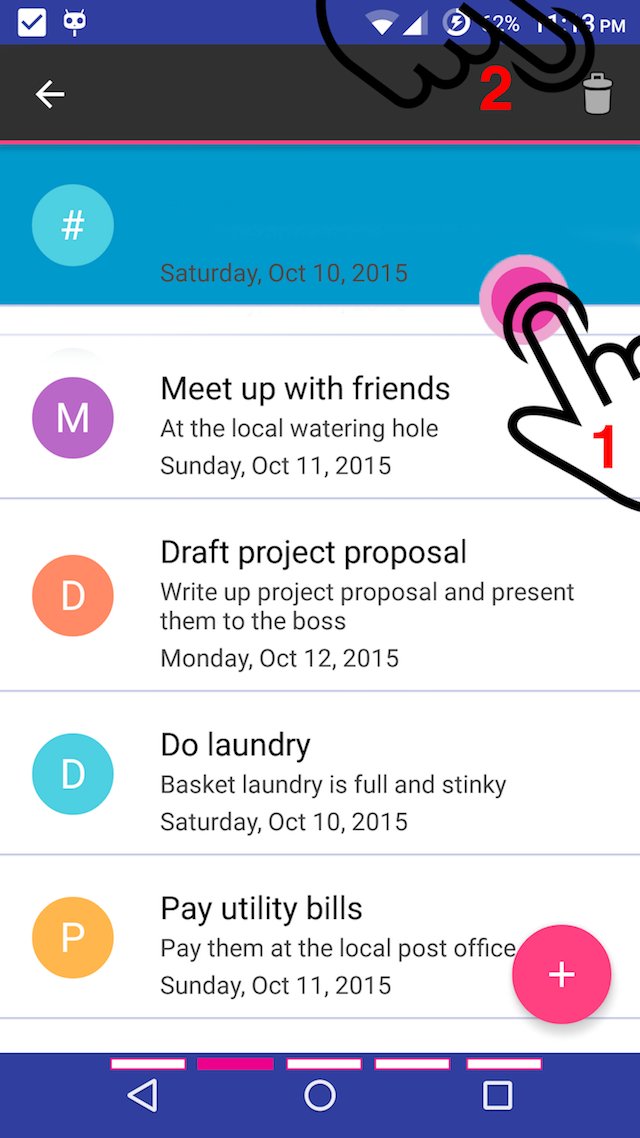 62% 11:13 PM
2
#
Saturday, Oct 10, 2015
M
Meet up with friends
At the local watering hole
Sunday, Oct 11, 2015
1
D
Draft project proposal
Write up project proposal and present
them to the boss
Monday, Oct 12, 2015
D
Do laundry
Basket laundry is full and stinky
Saturday, Oct 10, 2015
P
Pay utility bills
Pay them at the local post office
Sunday, Oct 11, 2015
+